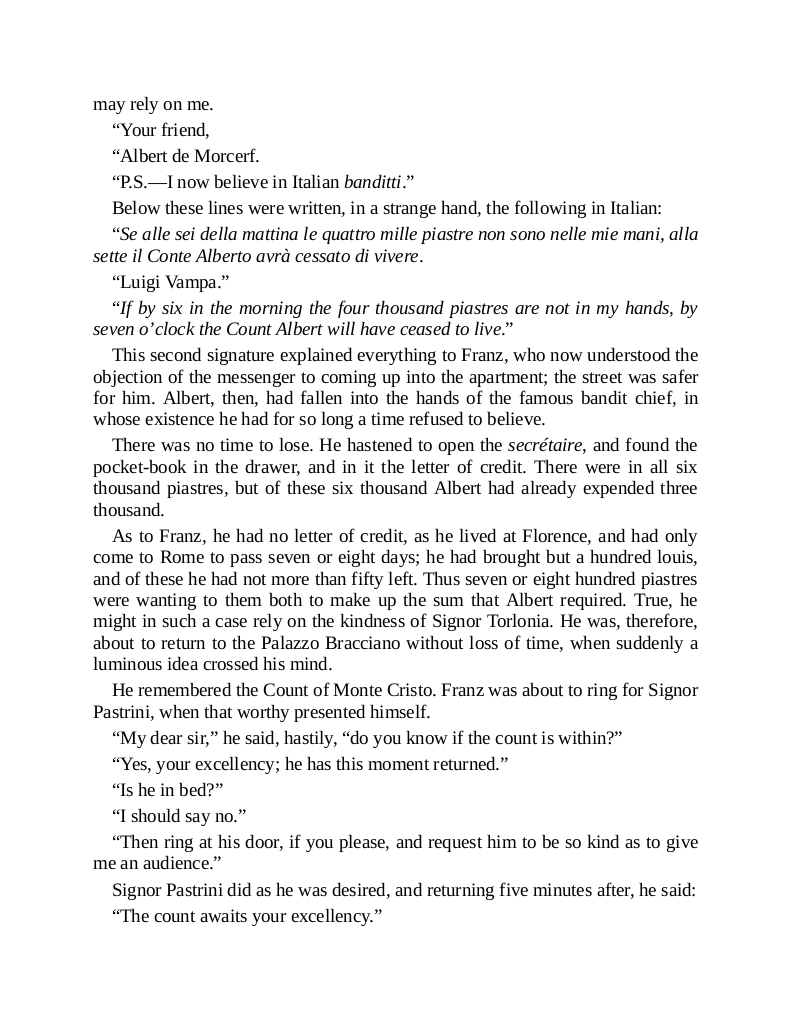 may rely on me.
“Your friend,
“Albert de Morcerf.
“P.S.—I now believe in Italian banditti.”
Below these lines were written, in a strange hand, the following in Italian:
“Se alle sei della mattina le quattro mille piastre non sono nelle mie mani, alla
sette il Conte Alberto avrà cessato di vivere.
“Luigi Vampa.”
“If by six in the morning the four thousand piastres are not in my hands, by
seven o’clock the Count Albert will have ceased to live.”
This second signature explained everything to Franz, who now understood the
objection of the messenger to coming up into the apartment; the street was safer
for him. Albert, then, had fallen into the hands of the famous bandit chief, in
whose existence he had for so long a time refused to believe.
There was no time to lose. He hastened to open the secrétaire, and found the
pocket-book in the drawer, and in it the letter of credit. There were in all six
thousand piastres, but of these six thousand Albert had already expended three
thousand.
As to Franz, he had no letter of credit, as he lived at Florence, and had only
come to Rome to pass seven or eight days; he had brought but a hundred louis,
and of these he had not more than fifty left. Thus seven or eight hundred piastres
were wanting to them both to make up the sum that Albert required. True, he
might in such a case rely on the kindness of Signor Torlonia. He was, therefore,
about to return to the Palazzo Bracciano without loss of time, when suddenly a
luminous idea crossed his mind.
He remembered the Count of Monte Cristo. Franz was about to ring for Signor
Pastrini, when that worthy presented himself.
“My dear sir,” he said, hastily, “do you know if the count is within?”
“Yes, your excellency; he has this moment returned.”
“Is he in bed?”
“I should say no.”
“Then ring at his door, if you please, and request him to be so kind as to give
me an audience.”
Signor Pastrini did as he was desired, and returning five minutes after, he said:
“The count awaits your excellency.”